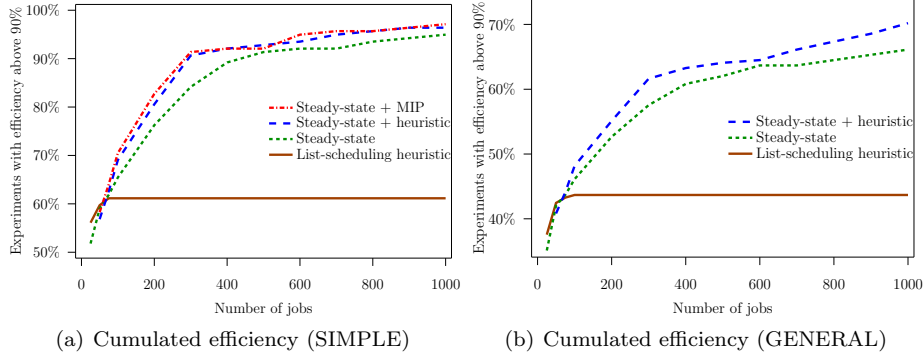 Experiments with efficiency above 90%
100%
90%
80%
70%
60%
50%
Steady-state + MIP
Steady-state + heuristic
Steady-state
List-scheduling heuristic
0 200 400 600 800 1000
Number of jobs
(a) Cumulated efficiency (SIMPLE)
Experiments with efficiency above 90%
70%
60%
50%
40%
Steady-state + heuristic
Steady-state
List-scheduling heuristic
0 200 400 600 800 1000
Number of jobs
(b) Cumulated efficiency (GENERAL)